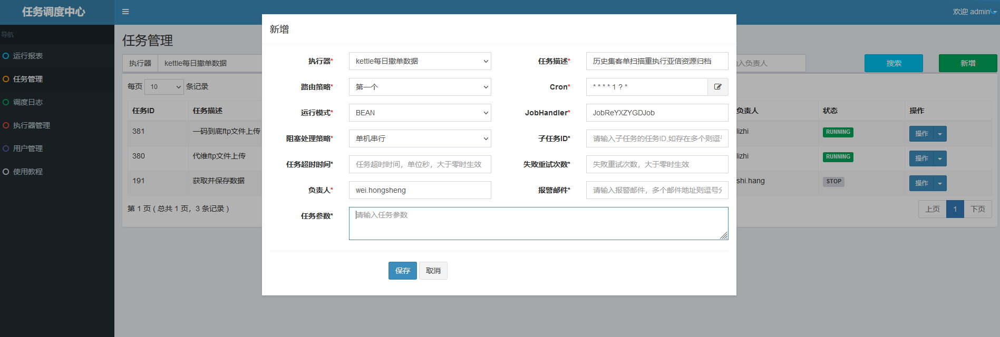 任务调度中心
欢迎 admin
导航
运行报表
任务管理
调度日志
执行器管理
用户管理
使用教程
任务管理
执行器 kettle每日撤单数据
入负责人
搜索
新增
每页 10 条记录
任务ID 任务描述 负责人 状态 操作
381 一码到底ftp文件上传 lizhi RUNNING 操作
380 代维ftp文件上传 lizhi RUNNING 操作
191 获取并保存数据 shi.hang STOP 操作
第 1 页 ( 总共 1 页，3 条记录 )
上页 1 下页
新增
执行器* kettle每日撤单数据 任务描述* 历史集客单扫描重执行亚信资源归档
路由策略* 第一个 Cron* * * * * 1 ? *
运行模式* BEAN JobHandler* JobReYXZYGDJob
阻塞处理策略* 单机串行 子任务ID* 请输入子任务的任务ID,如存在多个则逗
任务超时时间* 任务超时时间，单位秒，大于零时生效 失败重试次数* 失败重试次数，大于零时生效
负责人* wei.hongsheng 报警邮件* 请输入报警邮件，多个邮件地址则逗号
任务参数* 请输入任务参数
保存 取消